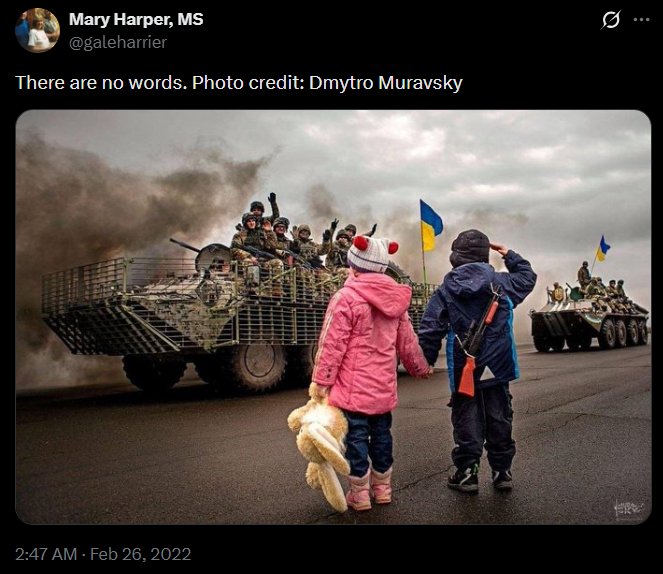 Mary Harper, MS
@galeharrier
There are no words. Photo credit: Dmytro Muravsky
2:47 AM · Feb 26, 2022